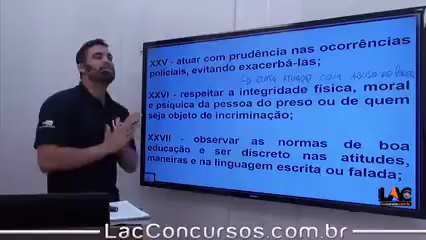 XXV - atuar com prudência nas ocorrências
policiais, evitando exacerbá-las;
XXVI - respeitar a integridade física, moral
e psíquica da pessoa do preso ou de quem
seja objeto de incriminação;
XXVII - observar as normas de boa
educação e ser discreto nas atitudes,
maneiras e na linguagem escrita ou falada;
LAC
LacConcursos.com.br